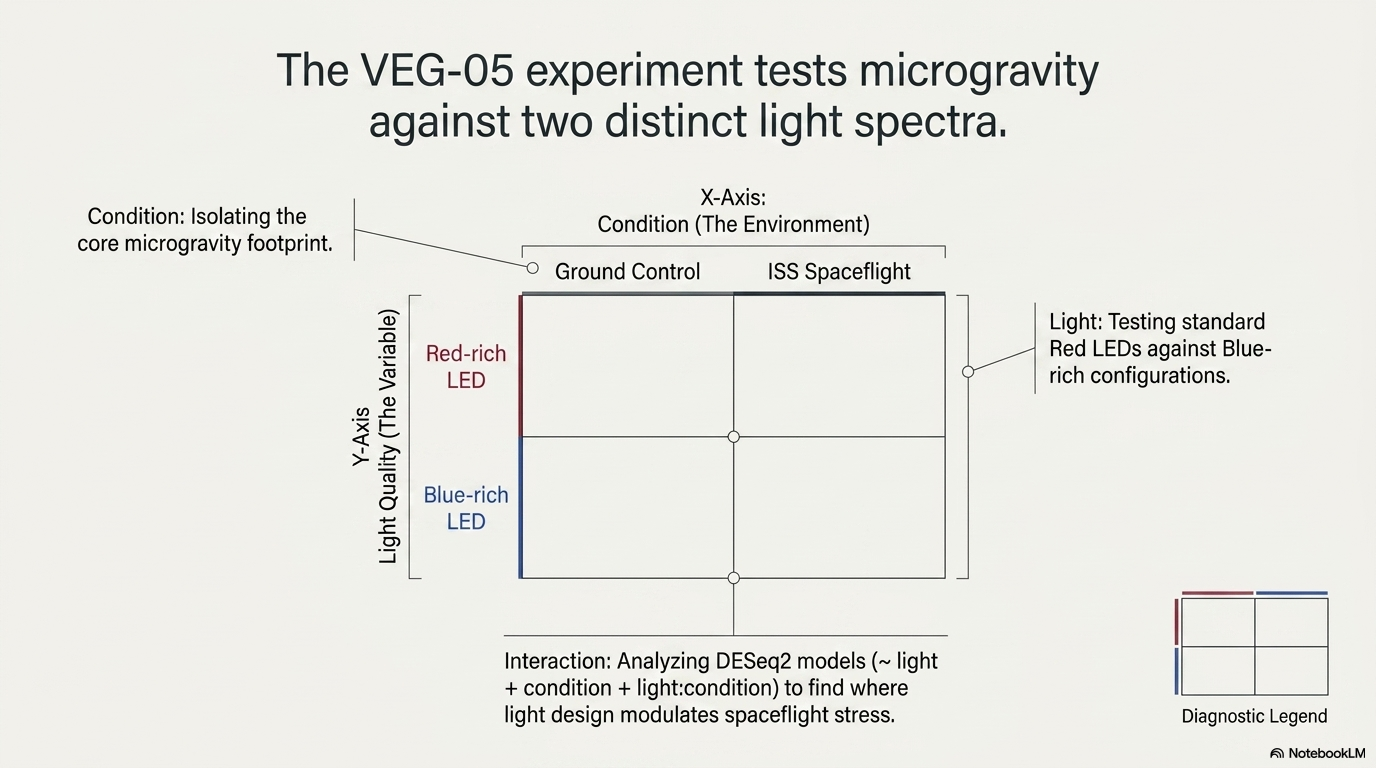 The VEG-05 experiment tests microgravity
against two distinct light spectra.
Condition: Isolating the
core microgravity footprint.
X-Axis:
Condition (The Environment)
Ground Control
ISS Spaceflight
Y-Axis
Light Quality (The Variable)
Red-rich
LED
Blue-rich
LED
Light: Testing standard
Red LEDs against Blue-
rich configurations.
Interaction: Analyzing DESeq2 models (~ light
+ condition + light:condition) to find where
light design modulates spaceflight stress.
Diagnostic Legend
NotebookLM